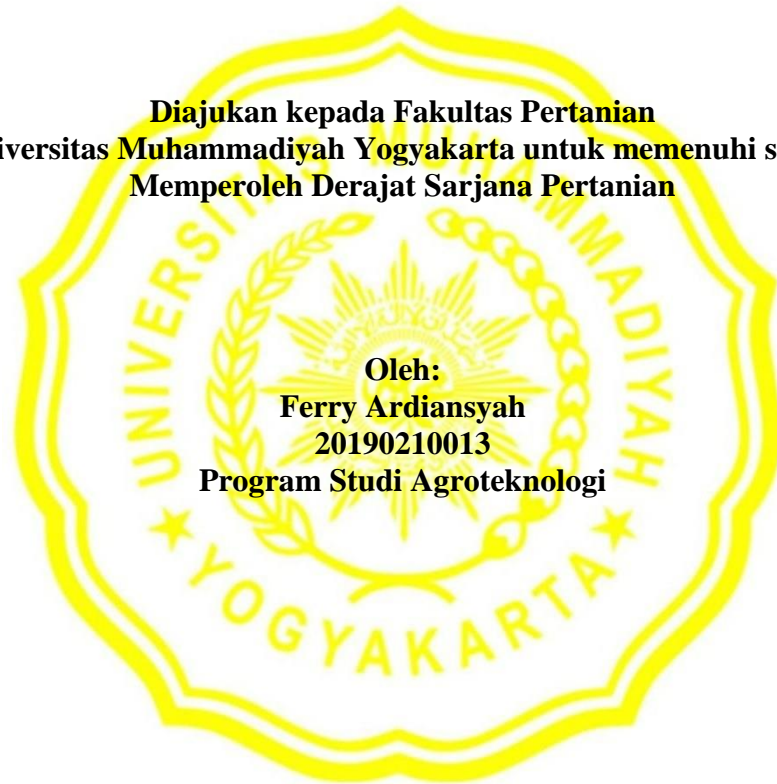 Diajukan kepada Fakultas Pertanian
Universitas Muhammadiyah Yogyakarta untuk memenuhi
Memperoleh Derajat Sarjana Pertanian
Oleh:
Ferry Ardiansyah
20190210013
Program Studi Agroteknologi
UNIVERSITAS MUHAMMADIYAH
YOGYAKARTA